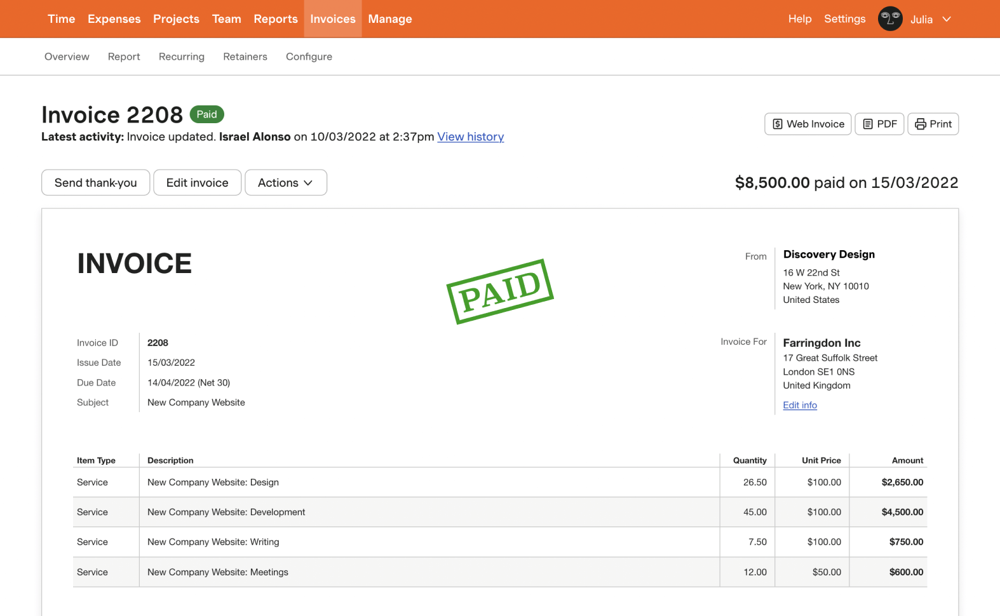 Time Expenses Projects Team Reports Invoices Manage Help Settings Julia
Overview Report Recurring Retainers Configure
Invoice 2208 Paid
Latest activity: Invoice updated. Israel Alonso on 10/03/2022 at 2:37pm View history
Web Invoice PDF Print
Send thank-you Edit invoice Actions
$8,500.00 paid on 15/03/2022
INVOICE
PAID
From
Discovery Design
16 W 22nd St
New York, NY 10010
United States
Invoice ID 2208
Issue Date 15/03/2022
Due Date 14/04/2022 (Net 30)
Subject New Company Website
Invoice For
Farringdon Inc
17 Great Suffolk Street
London SE1 0NS
United Kingdom
Edit info
Item Type Description Quantity Unit Price Amount
Service New Company Website: Design 26.50 $100.00 $2,650.00
Service New Company Website: Development 45.00 $100.00 $4,500.00
Service New Company Website: Writing 7.50 $100.00 $750.00
Service New Company Website: Meetings 12.00 $50.00 $600.00